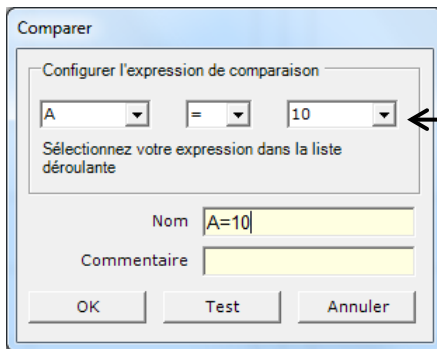 Comparer
Configurer l'expression de comparaison
A = 10
Sélectionnez votre expression dans la liste
déroulante
Nom A=10
Commentaire
OK Test Annuler